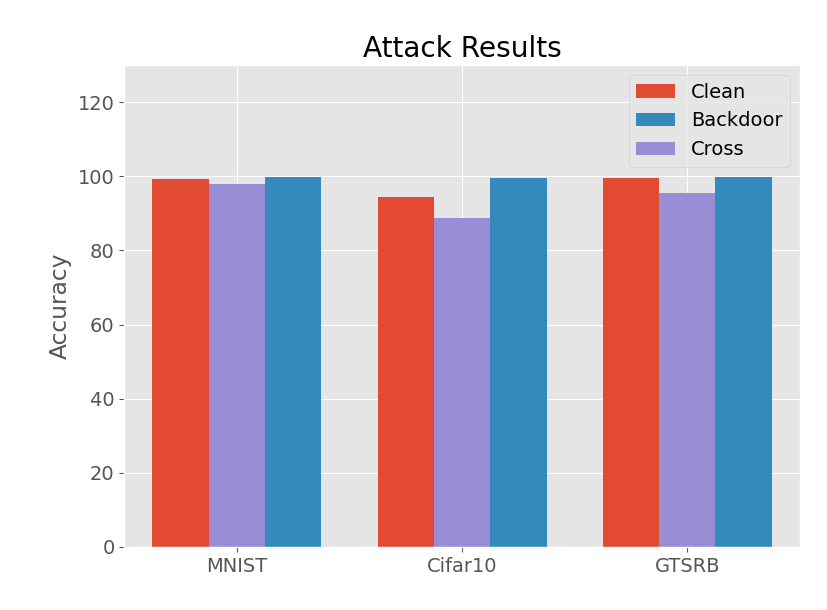 Attack Results
Clean
Backdoor
Cross
120
100
80
60
40
20
0
Accuracy
MNIST
Cifar10
GTSRB